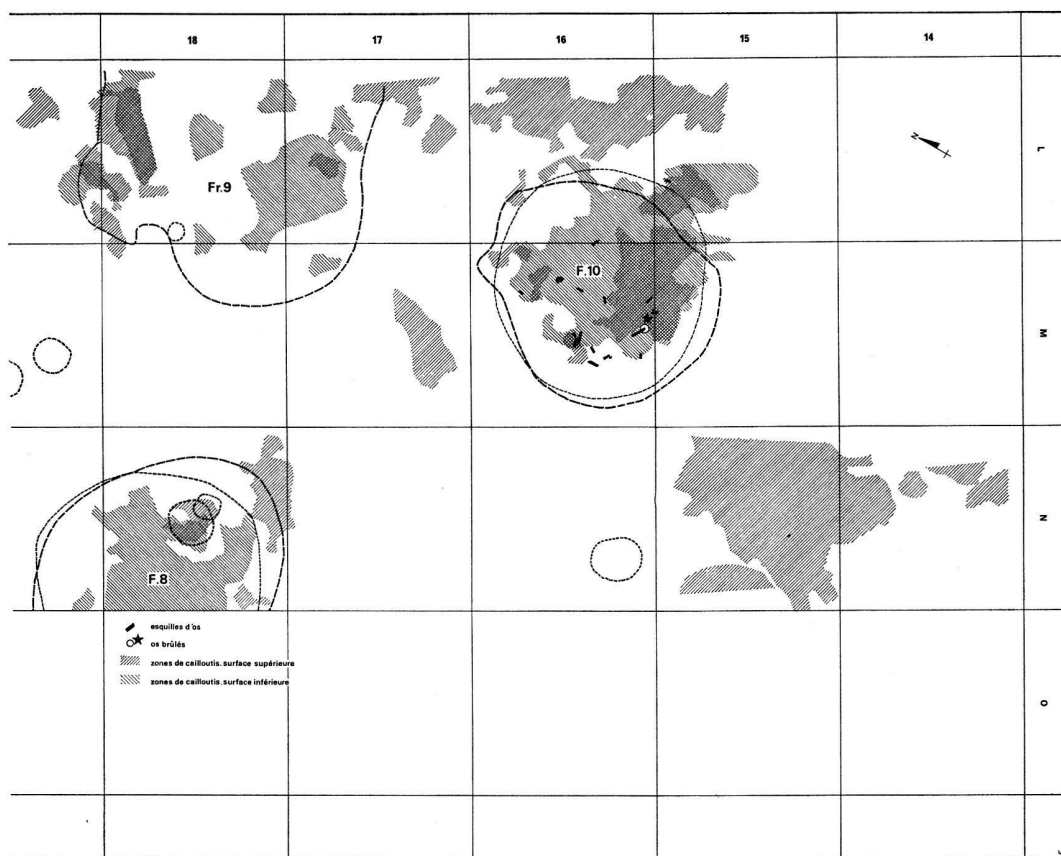 18 17 16 15 14
L
N
Fr.9
F.10
M
N
F.8
esquilles d'os
os brûlés
zones de cailloutis.surface supérieure
zones de cailloutis.surface inférieure
O